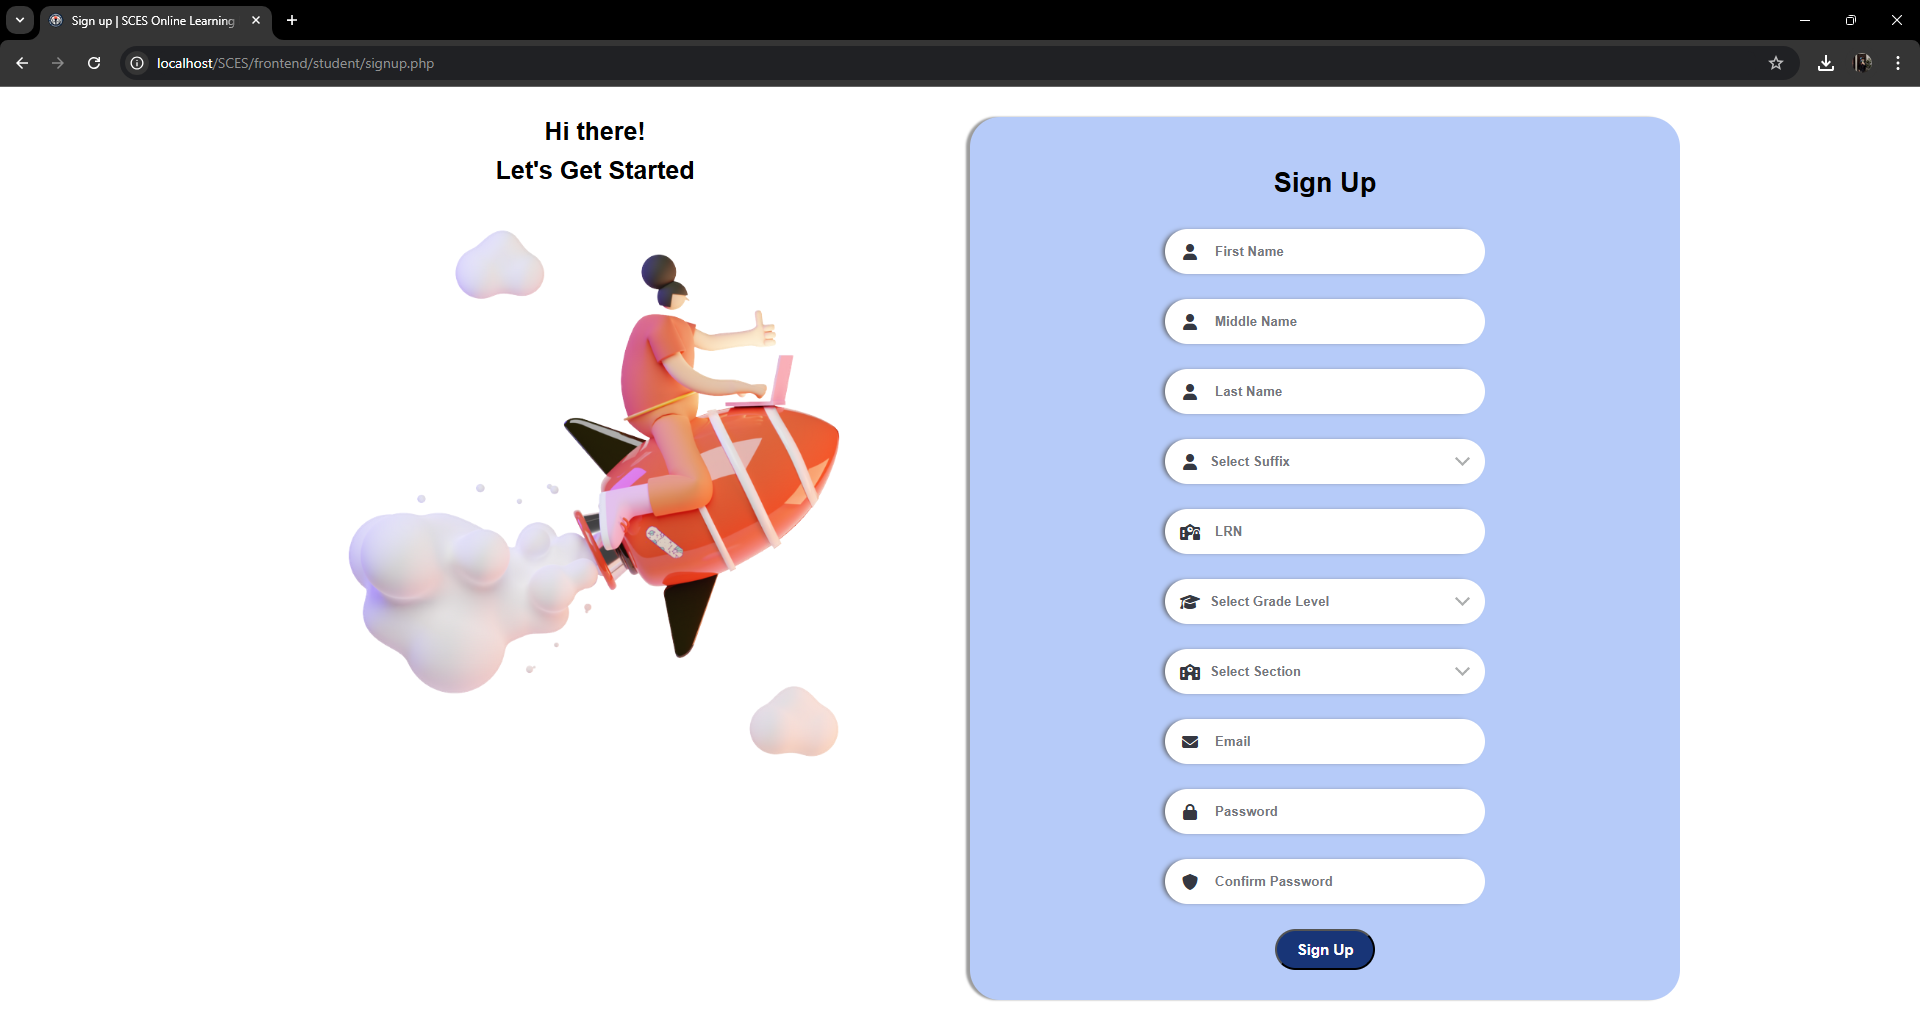 Sign up | SCES Online Learning
localhost/SCES/frontend/student/signup.php
Hi there!
Let's Get Started
Sign Up
First Name
Middle Name
Last Name
Select Suffix
LRN
Select Grade Level
Select Section
Email
Password
Confirm Password
Sign Up